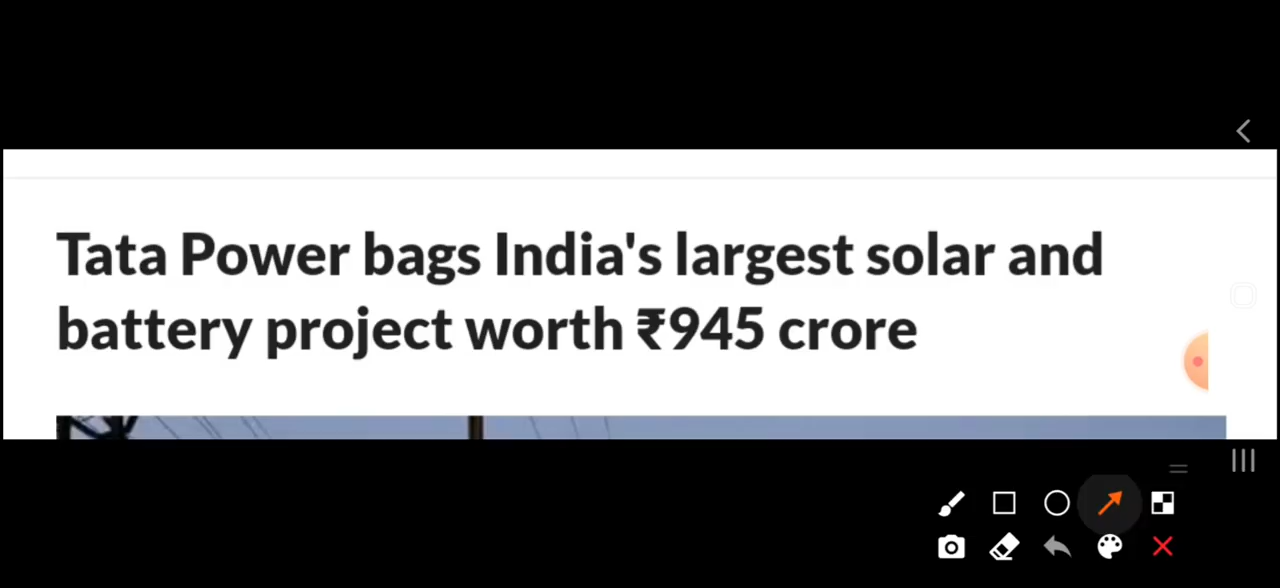 Tata Power bags India's largest solar and
battery project worth ₹945 crore